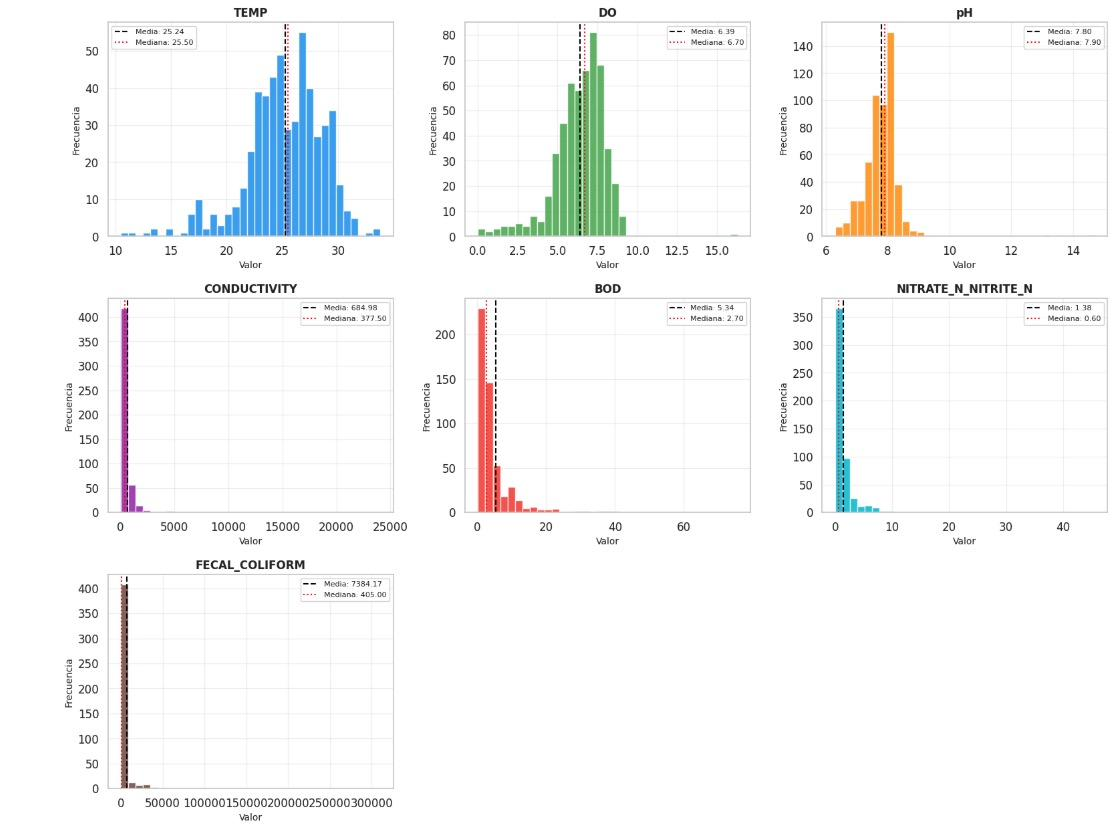 TEMP
Media: 25.24
Mediana: 25.50
50
40
30
20
10
0
Frecuencia
10 15 20 25 30
Valor
DO
Media: 6.39
Mediana: 6.70
80
70
60
50
40
30
20
10
0
Frecuencia
0.0 2.5 5.0 7.5 10.0 12.5 15.0
Valor
pH
Media: 7.80
Mediana: 7.90
140
120
100
80
60
40
20
0
Frecuencia
6 8 10 12 14
Valor
CONDUCTIVITY
Media: 684.98
Mediana: 377.50
400
350
300
250
200
150
100
50
0
Frecuencia
0 5000 10000 15000 20000 25000
Valor
BOD
Media: 5.34
Mediana: 2.70
200
150
100
50
0
Frecuencia
0 20 40 60
Valor
NITRATE_N_NITRITE_N
Media: 1.38
Mediana: 0.60
350
300
250
200
150
100
50
0
Frecuencia
0 10 20 30 40
Valor
FECAL_COLIFORM
Media: 7384.17
Mediana: 405.00
400
350
300
250
200
150
100
50
0
Frecuencia
0 50000 100000 150000 200000 250000 300000
Valor